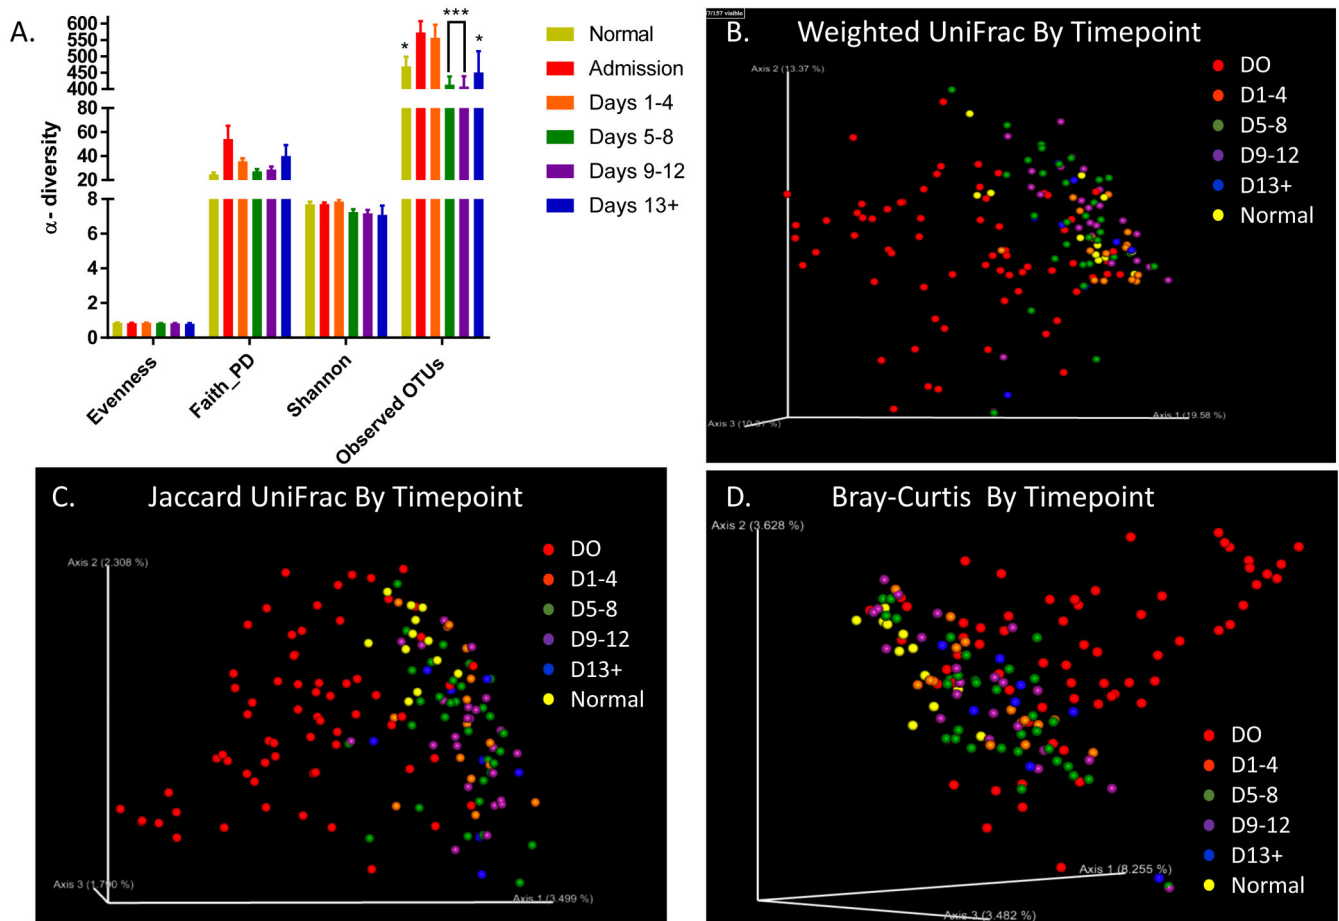 A.
α- diversity
600
550
500
450
400
80
60
40
20
8
6
4
2
0
*
***
*
Evenness
Faith_PD
Shannon
Observed OTUs
Normal
Admission
Days 1-4
Days 5-8
Days 9-12
Days 13+
B.
Weighted UniFrac By Timepoint
Axis 2 (13.37 %)
Axis 1 (19.58 %)
DO
D1-4
D5-8
D9-12
D13+
Normal
C.
Jaccard UniFrac By Timepoint
Axis 2 (2.308 %)
Axis 3 (1.790 %)
Axis 1 (3.499 %)
DO
D1-4
D5-8
D9-12
D13+
Normal
D.
Bray-Curtis By Timepoint
Axis 2 (3.628 %)
Axis 1 (8.255 %)
Axis 3 (3.482 %)
DO
D1-4
D5-8
D9-12
D13+
Normal